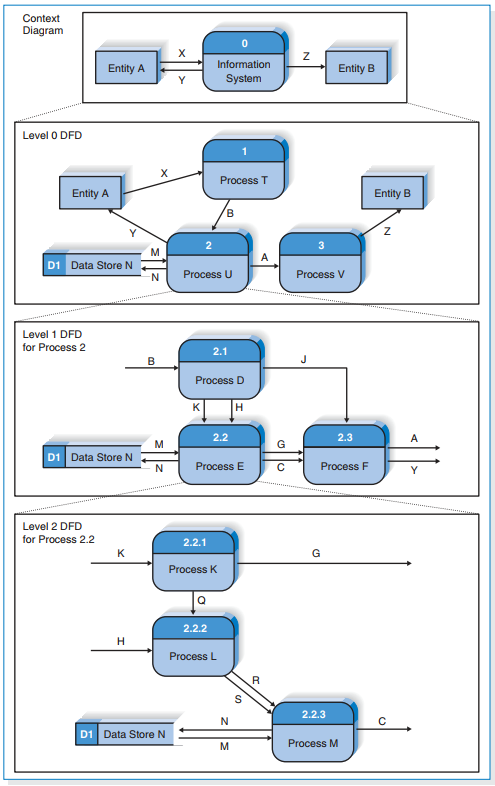 Context
Diagram
0
Information
System
Entity A
X
Y
Z
Entity B
Level 0 DFD
1
Process T
Entity A
X
Entity B
B
Y
Z
2
Process U
3
Process V
A
D1 Data Store N
M
N
Level 1 DFD
for Process 2
2.1
Process D
B
J
K
H
2.2
Process E
2.3
Process F
D1 Data Store N
M
N
G
C
A
Y
Level 2 DFD
for Process 2.2
2.2.1
Process K
K
G
Q
2.2.2
Process L
H
R
S
2.2.3
Process M
D1 Data Store N
N
M
C